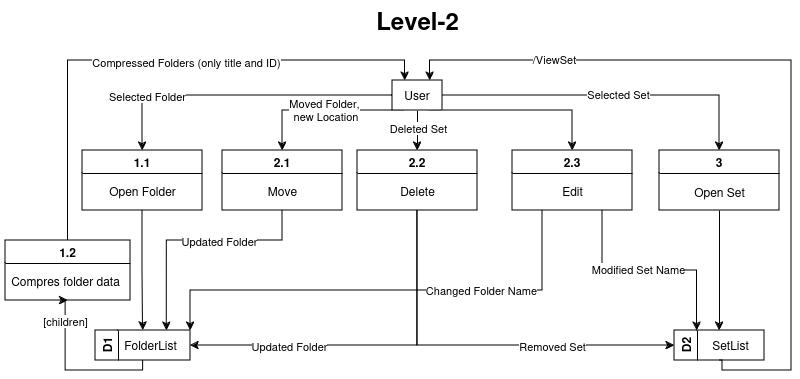 Level-2
Compressed Folders (only title and ID)
/ViewSet
User
Selected Folder
Moved Folder,
new Location
Deleted Set
Selected Set
1.1
Open Folder
2.1
Move
2.2
Delete
2.3
Edit
3
Open Set
1.2
Compres folder data
Updated Folder
Modified Set Name
Changed Folder Name
[children]
D1
FolderList
Updated Folder
Removed Set
D2
SetList